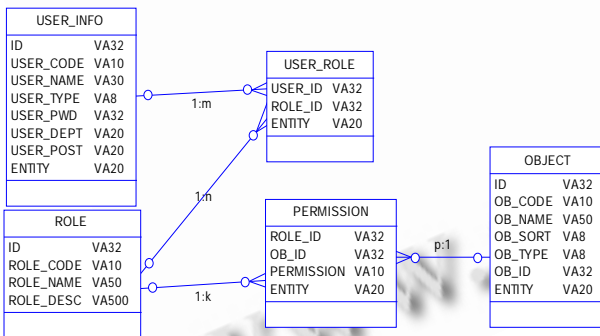 USER_INFO
ID VA32
USER_CODE VA10
USER_NAME VA30
USER_TYPE VA8
USER_PWD VA32
USER_DEPT VA20
USER_POST VA20
ENTITY VA20
1:m
USER_ROLE
USER_ID VA32
ROLE_ID VA32
ENTITY VA20
1:n
ROLE
ID VA32
ROLE_CODE VA10
ROLE_NAME VA50
ROLE_DESC VA500
1:k
PERMISSION
ROLE_ID VA32
OB_ID VA32
PERMISSION VA10
ENTITY VA20
p:1
OBJECT
ID VA32
OB_CODE VA10
OB_NAME VA50
OB_SORT VA8
OB_TYPE VA8
OB_ID VA32
ENTITY VA20